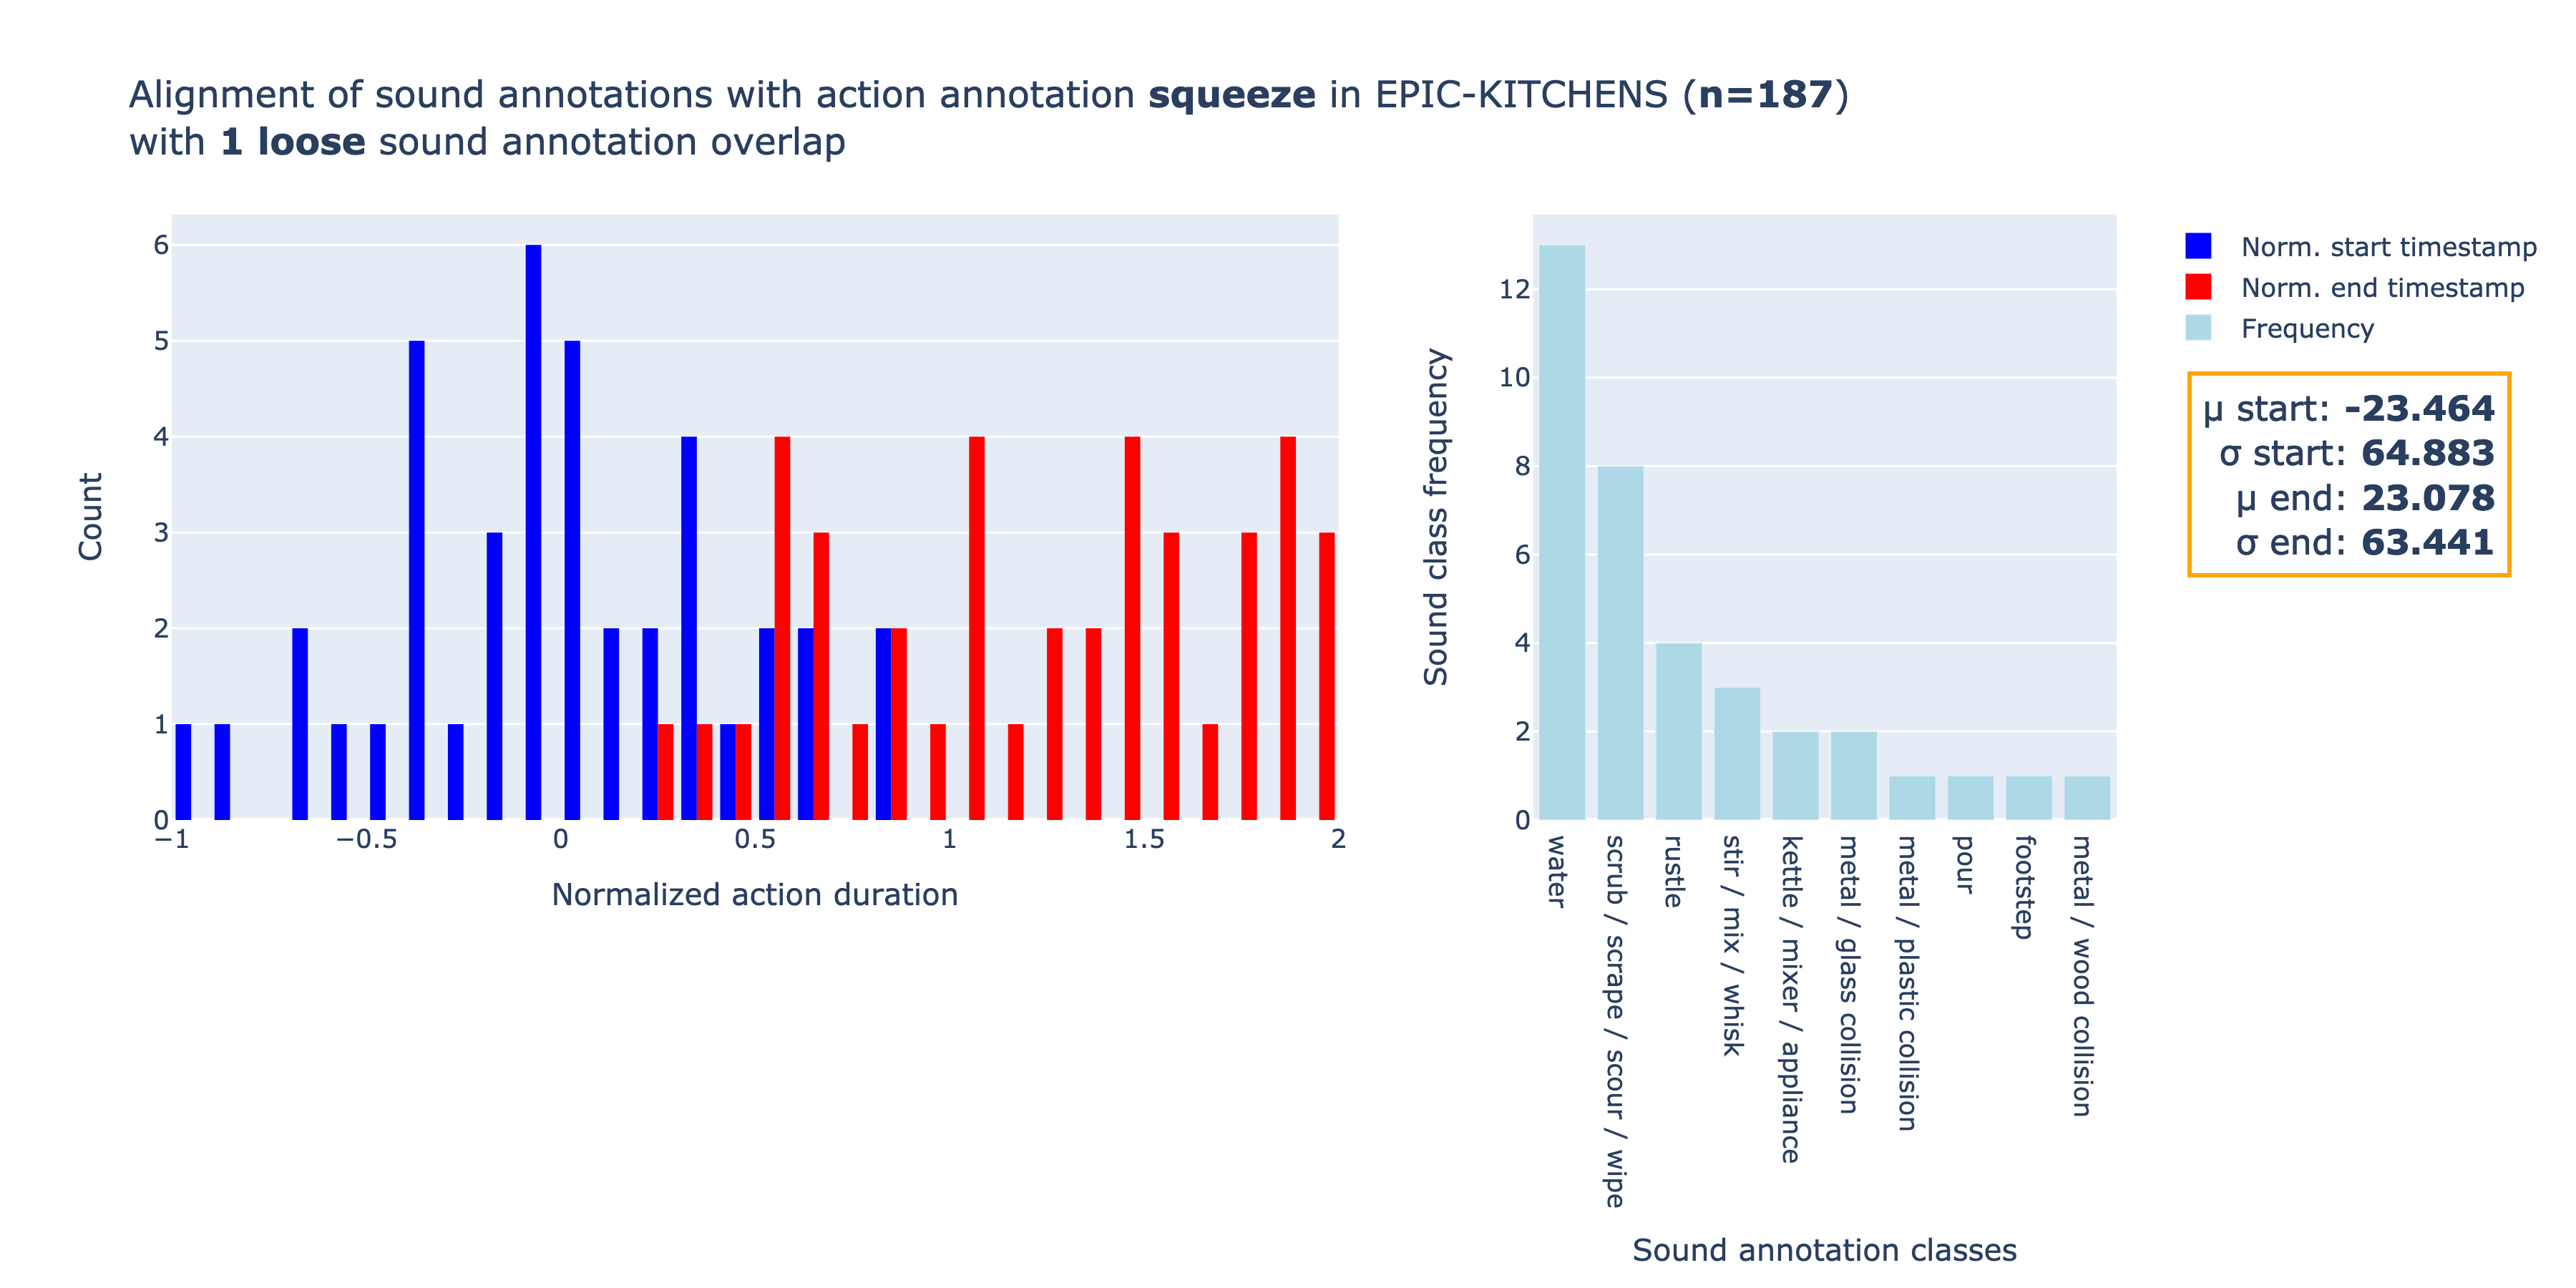 Alignment of sound annotations with action annotation squeeze in EPIC-KITCHENS (n=187)
with 1 loose sound annotation overlap
Count
6
5
4
3
2
1
0
−1
−0.5
0
0.5
1
1.5
2
Normalized action duration
Sound class frequency
12
10
8
6
4
2
0
water
scrub / scrape / scour / wipe
rustle
stir / mix / whisk
kettle / mixer / appliance
metal / glass collision
metal / plastic collision
pour
footstep
metal / wood collision
Sound annotation classes
Norm. start timestamp
Norm. end timestamp
Frequency
μ start: -23.464
σ start: 64.883
μ end: 23.078
σ end: 63.441